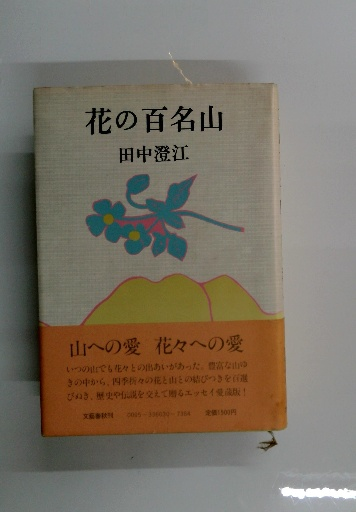 花の百名山
田中澄江
山への愛 花々への愛
いつの山でも花々との出あいがあった。豊富な山ゆ
きの中から、四季折々の花と山との結びつきを百選
びぬき、歴史や伝説を交えて贈るエッセイ愛蔵版!
文藝春秋刊 定価1500円